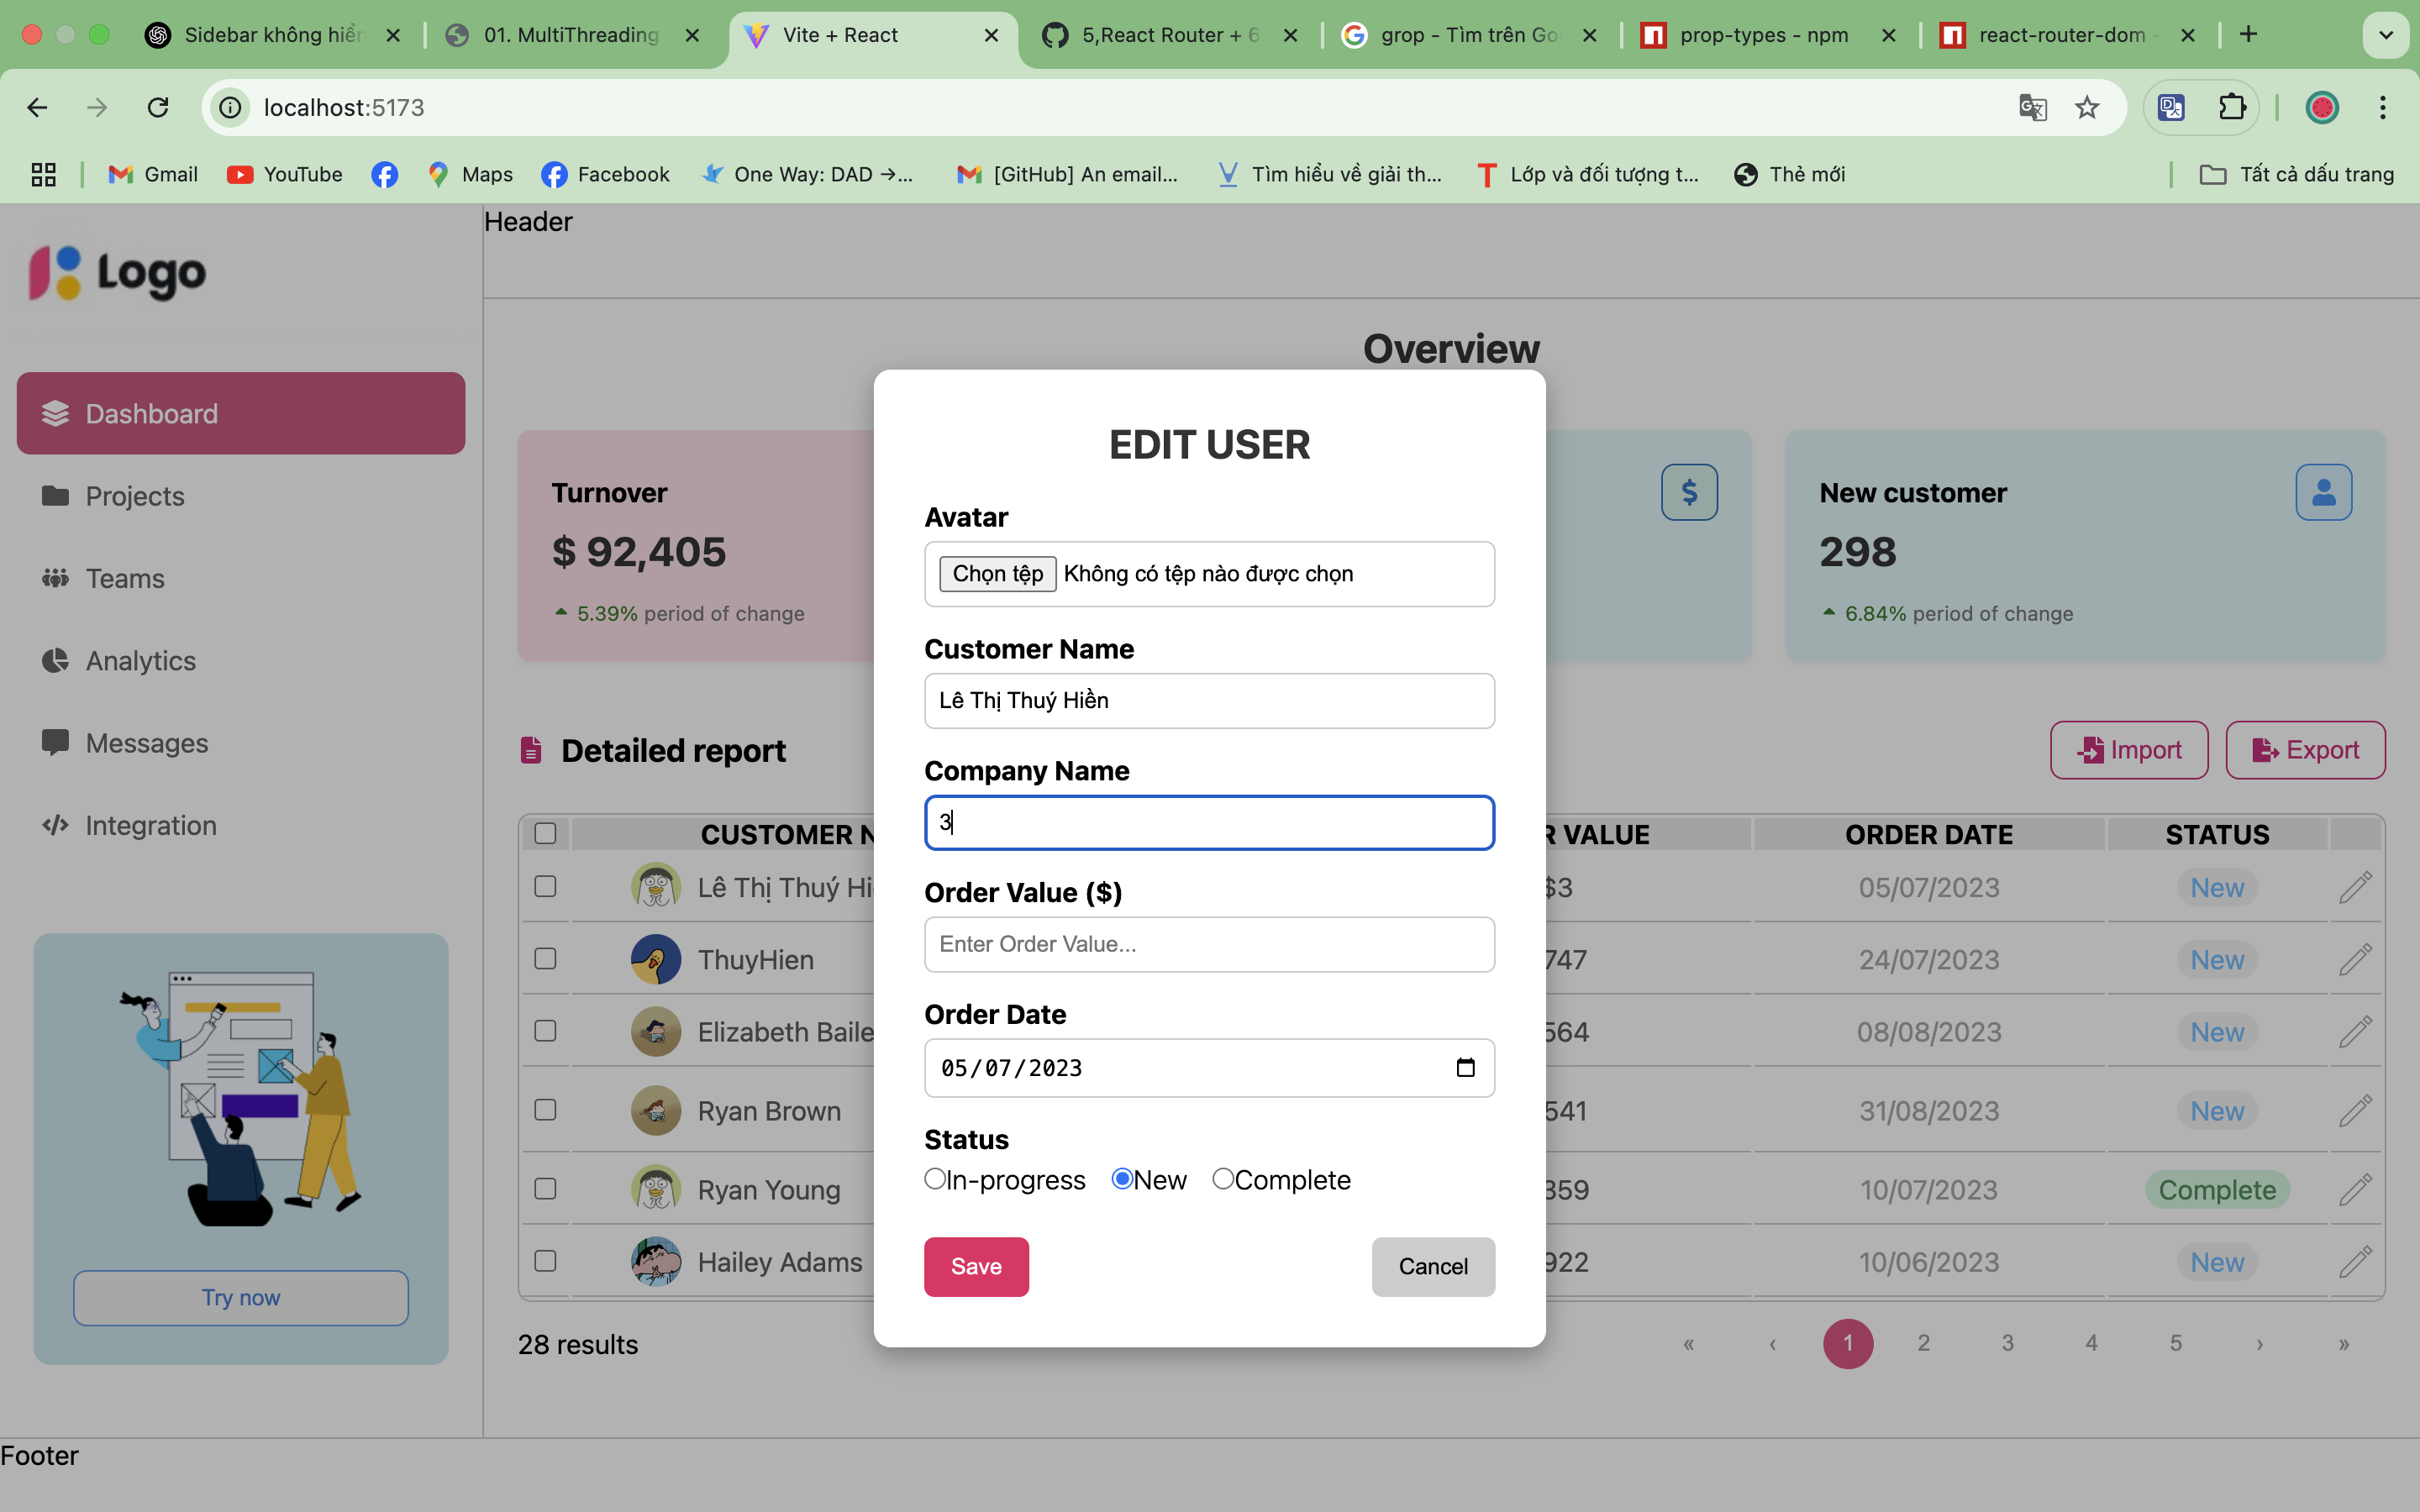 Sidebar không hiển
01. MultiThreading
Vite + React
5,React Router + 6
grop - Tìm trên Go
prop-types - npm
react-router-dom -
localhost:5173
Gmail
YouTube
Maps
Facebook
One Way: DAD →...
[GitHub] An email...
Tìm hiểu về giải th...
Lớp và đối tượng t...
Thẻ mới
Tất cả dấu trang
Header
Logo
Overview
Dashboard
Projects
Teams
Analytics
Messages
Integration
Try now
Turnover
$ 92,405
5.39% period of change
$
New customer
298
6.84% period of change
Detailed report
Import
Export
CUSTOMER N
R VALUE
ORDER DATE
STATUS
Lê Thị Thuý Hi
$3
05/07/2023
New
ThuyHien
747
24/07/2023
New
Elizabeth Baile
564
08/08/2023
New
Ryan Brown
541
31/08/2023
New
Ryan Young
359
10/07/2023
Complete
Hailey Adams
922
10/06/2023
New
28 results
« ‹ 1 2 3 4 5 › »
EDIT USER
Avatar
Chọn tệp Không có tệp nào được chọn
Customer Name
Lê Thị Thuý Hiền
Company Name
3
Order Value ($)
Enter Order Value...
Order Date
05/07/2023
Status
In-progress New Complete
Save
Cancel
Footer